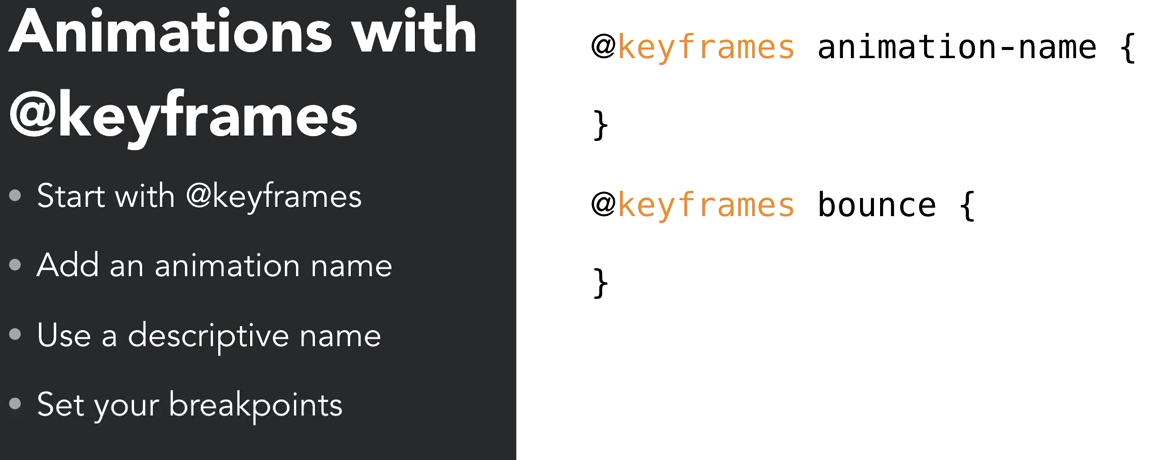 Animations with
@keyframes
• Start with @keyframes
• Add an animation name
• Use a descriptive name
• Set your breakpoints
@keyframes animation-name {
}
@keyframes bounce {
}